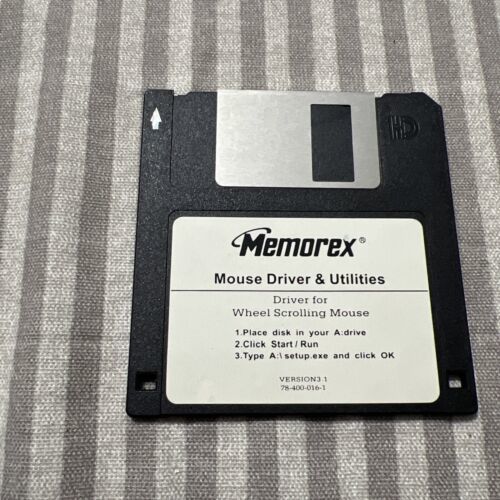 HD
Memorex®
Mouse Driver & Utilities
Driver for
Wheel Scrolling Mouse
1.Place disk in your A:drive
2.Click Start / Run
3.Type A:\ setup.exe and click OK
VERSION3.1
78-400-016-1